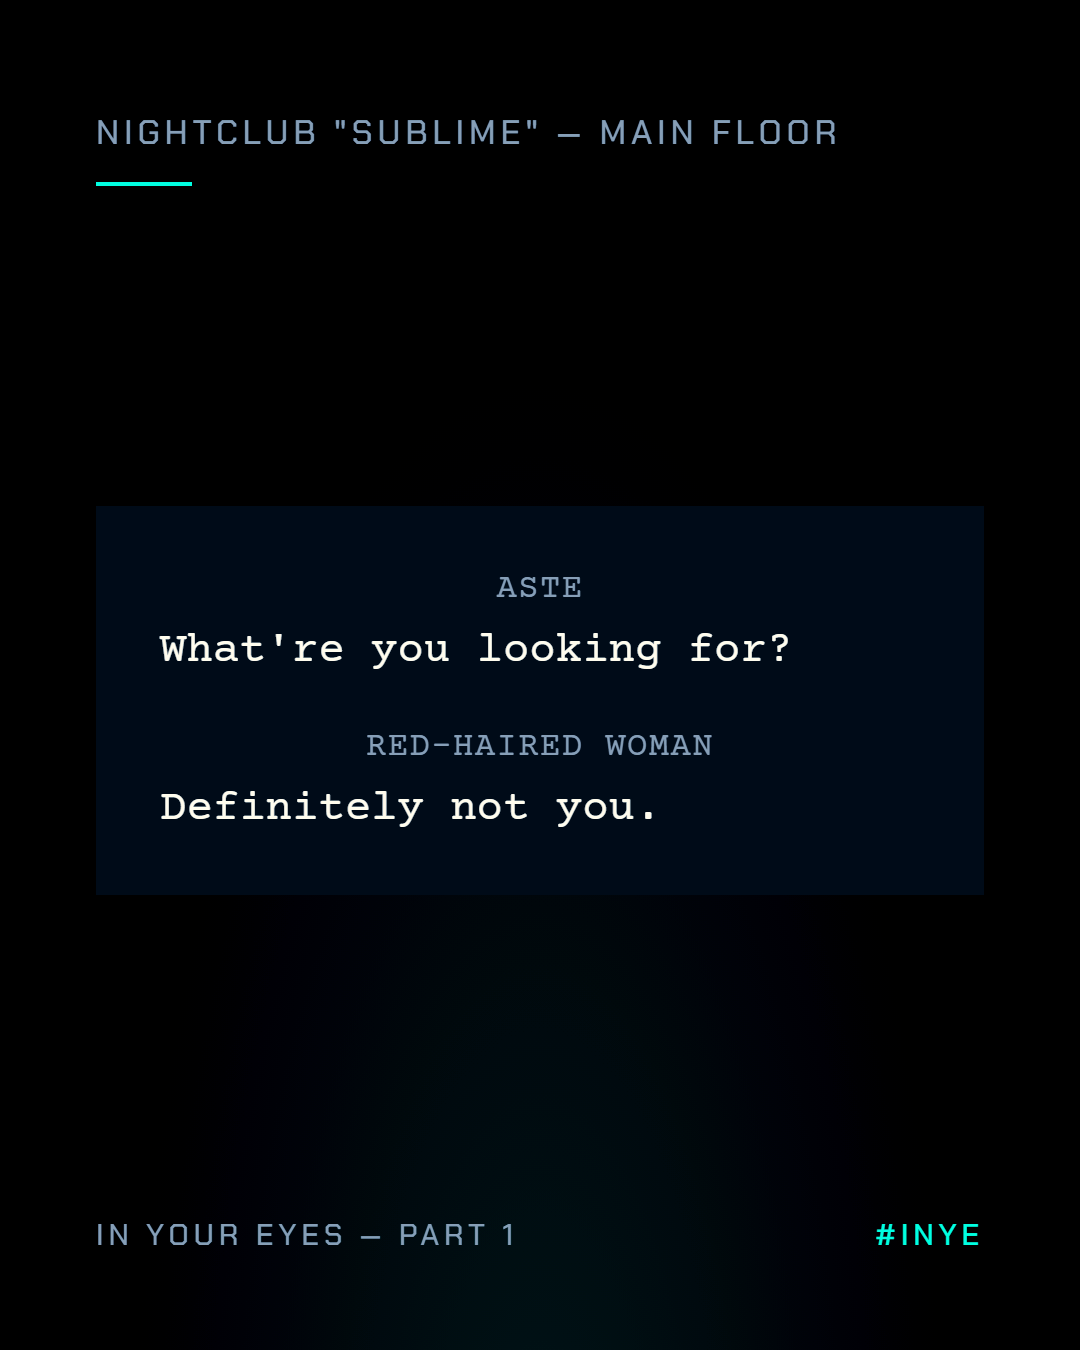 NIGHTCLUB "SUBLIME" — MAIN FLOOR
ASTE
What're you looking for?
RED-HAIRED WOMAN
Definitely not you.
IN YOUR EYES — PART 1
#INYE